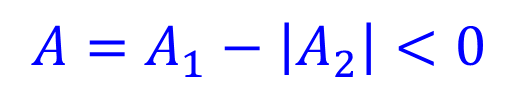 A = A₁ − |A₂| < 0